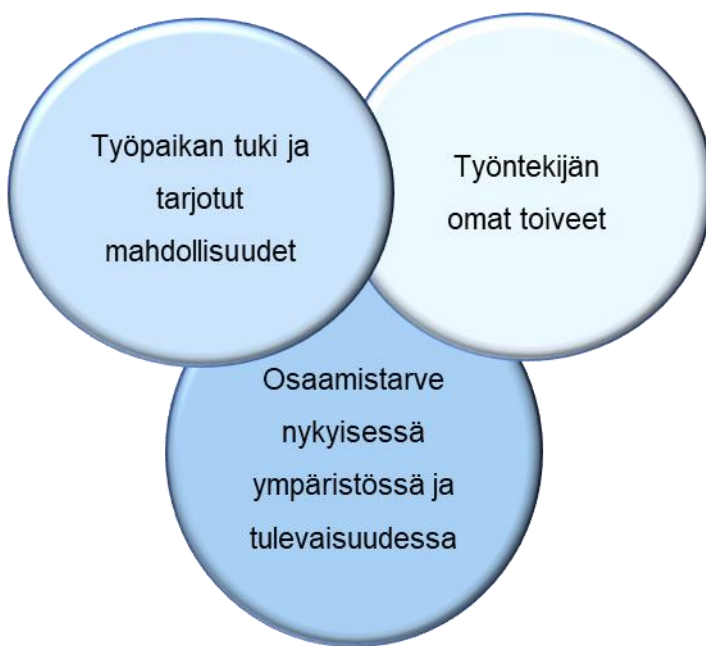 Työpaikan tuki ja
tarjotut
mahdollisuudet
Työntekijän
omat toiveet
Osaamistarve
nykyisessä
ympäristössä ja
tulevaisuudessa